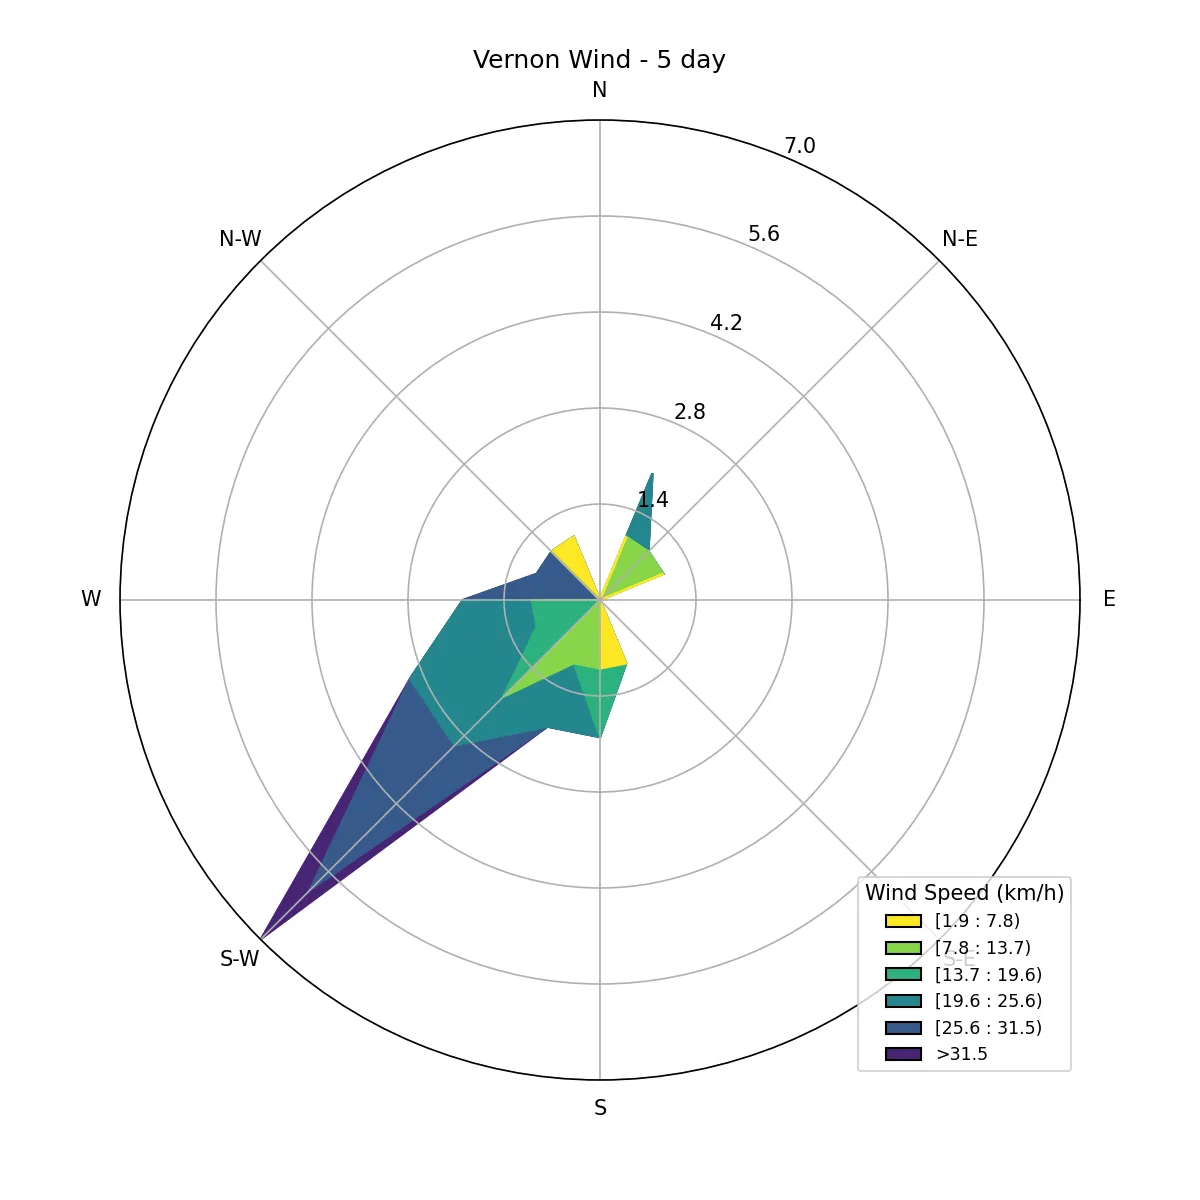 Vernon Wind - 5 day
N
7.0
N-W
5.6
N-E
4.2
2.8
1.4
W
E
S-W
S-E
Wind Speed (km/h)
[1.9 : 7.8)
[7.8 : 13.7)
[13.7 : 19.6)
[19.6 : 25.6)
[25.6 : 31.5)
>31.5
S